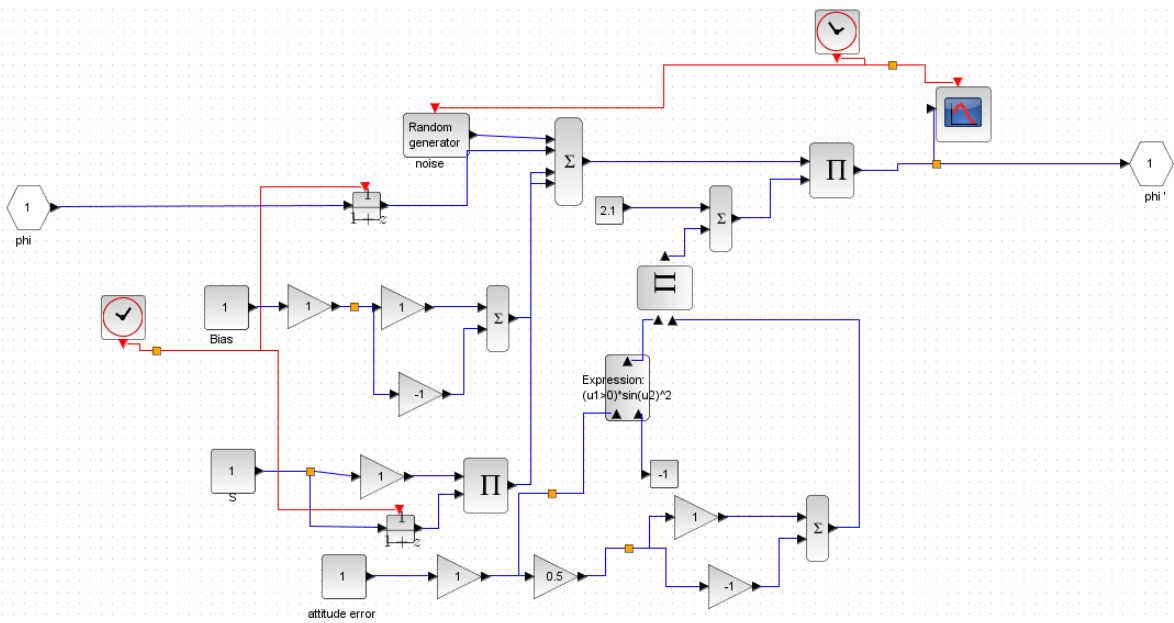 Random
generator
noise
Σ
Π
1
phi
1
1 + z
2.1
Σ
1
phi '
Π
1
Bias
1
1
Σ
-1
Expression:
(u1>0)*sin(u2)^2
1
S
1
Π
-1
1
1 + z
1
Σ
1
attitude error
1
0.5
-1